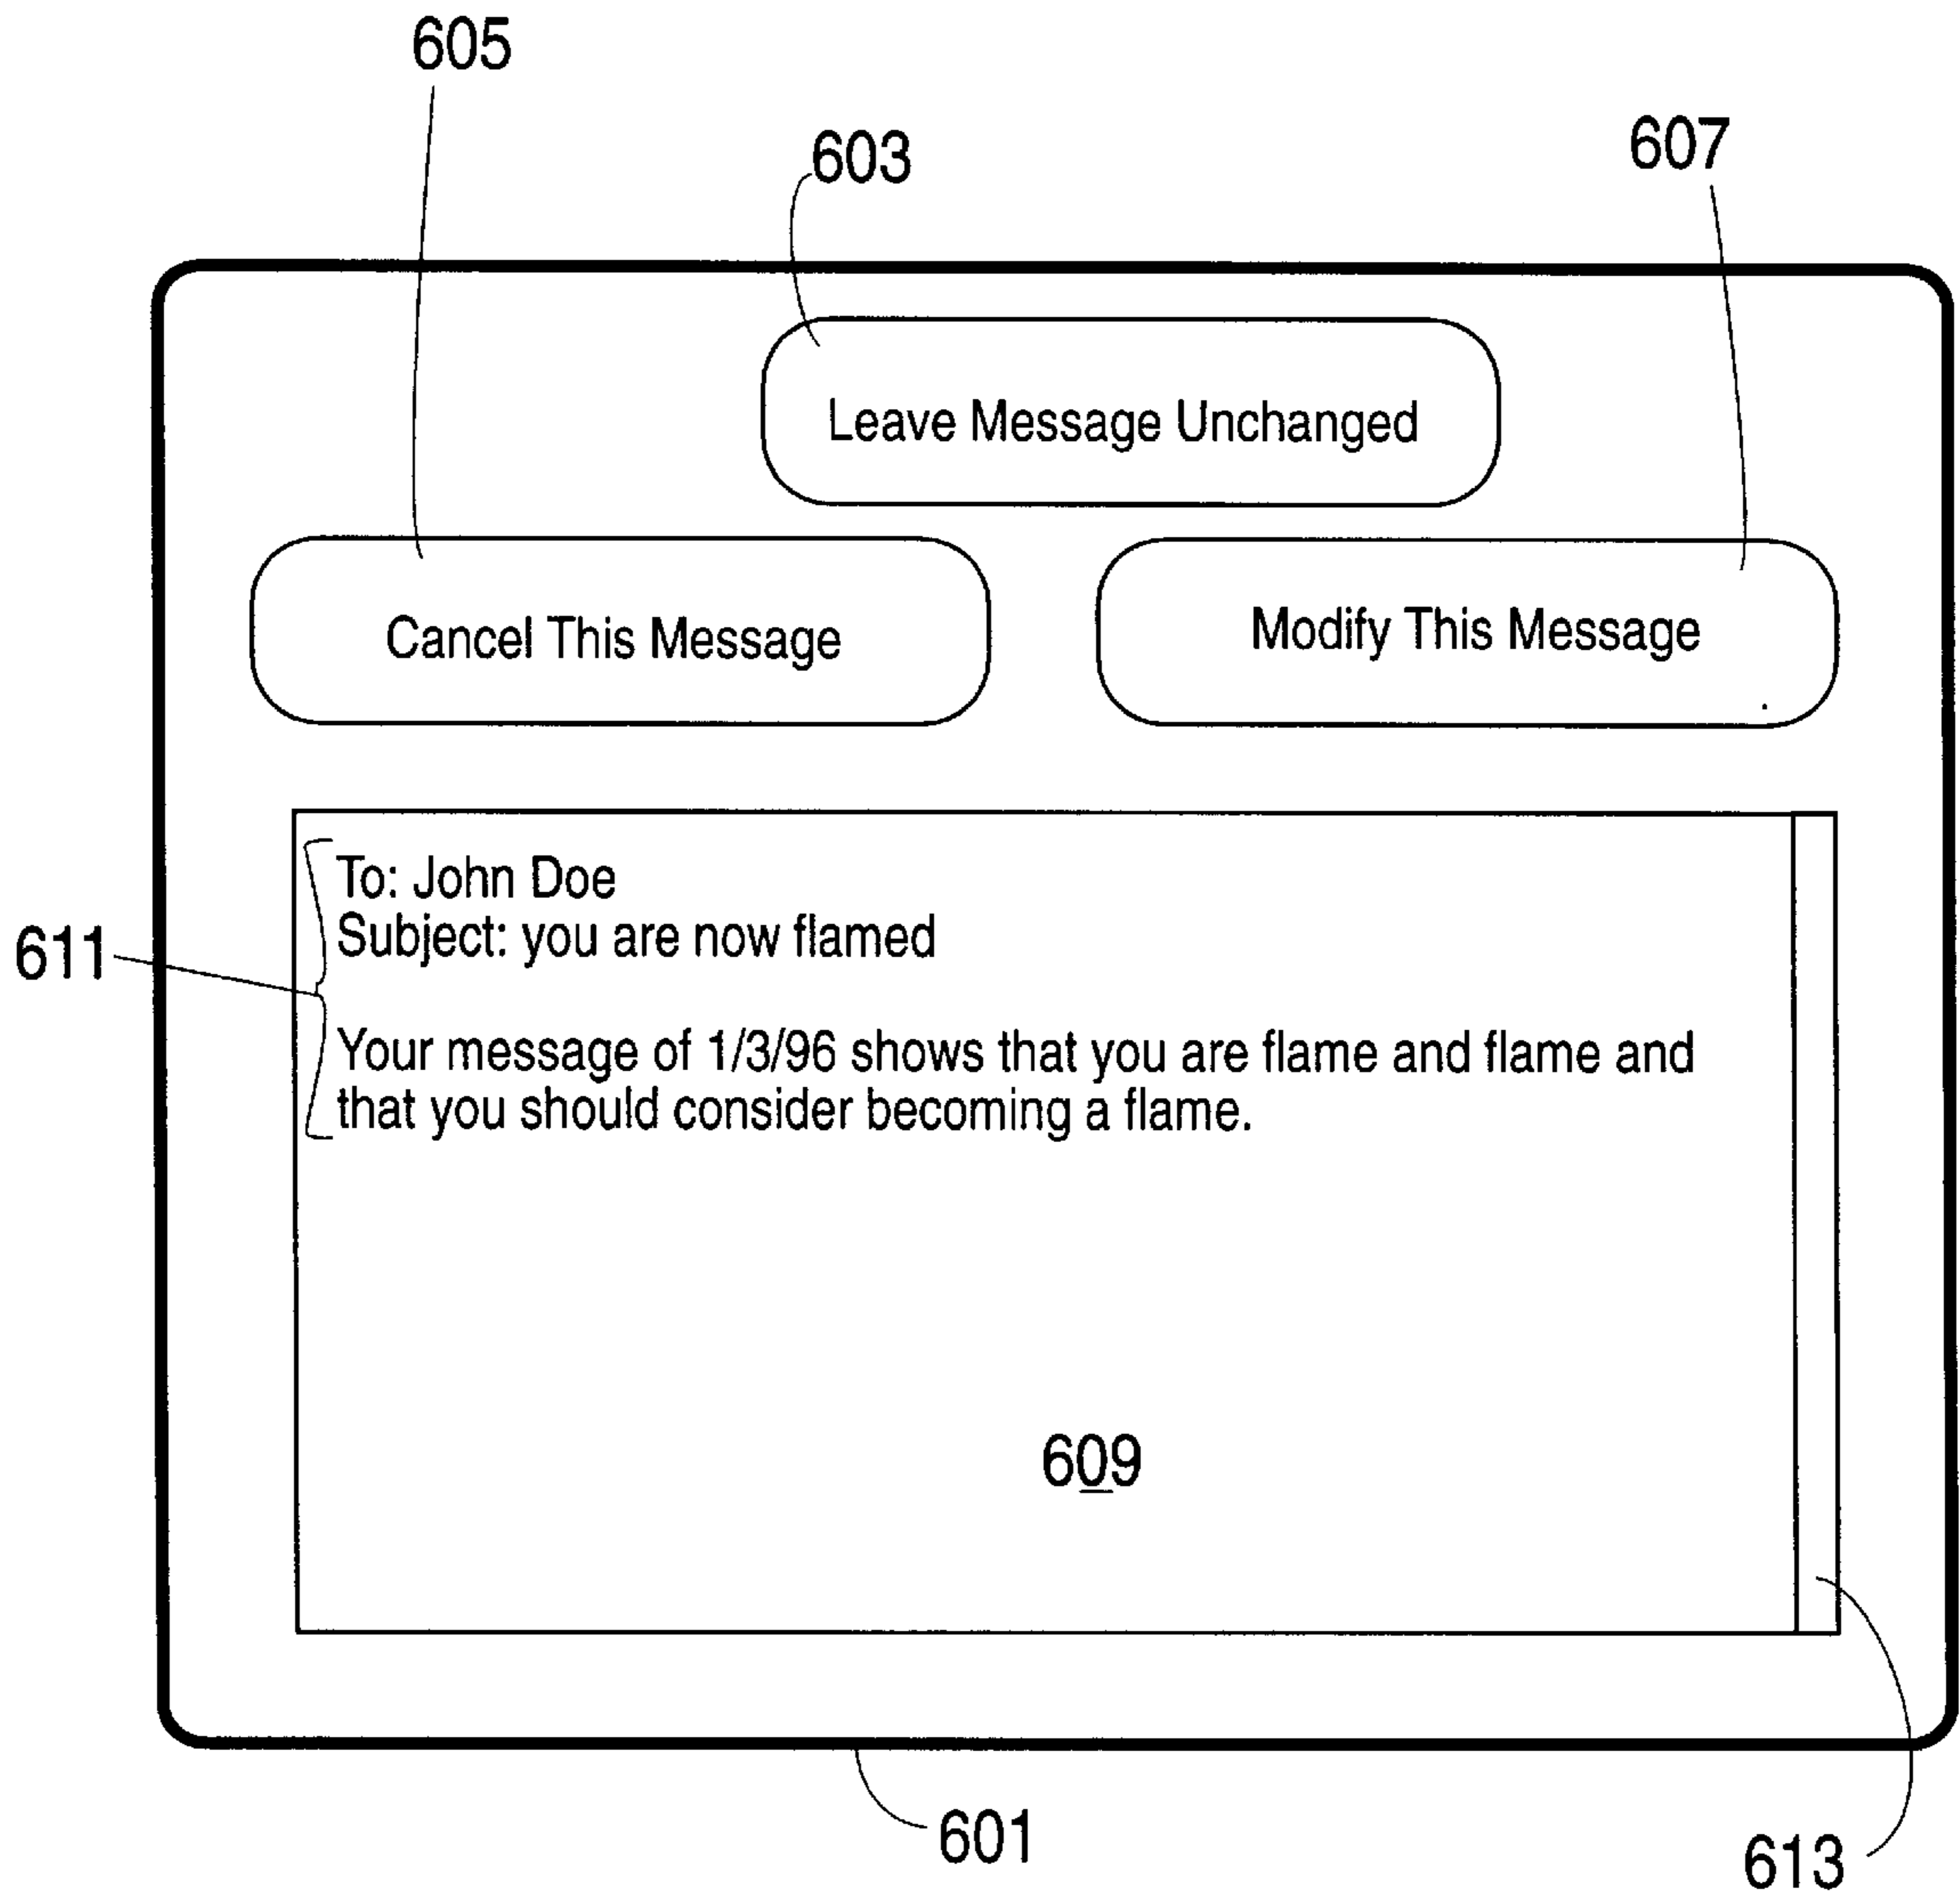 605
603
607
Leave Message Unchanged
Cancel This Message
Modify This Message
To: John Doe
Subject: you are now flamed
611
Your message of 1/3/96 shows that you are flame and flame and
that you should consider becoming a flame.
609
601
613